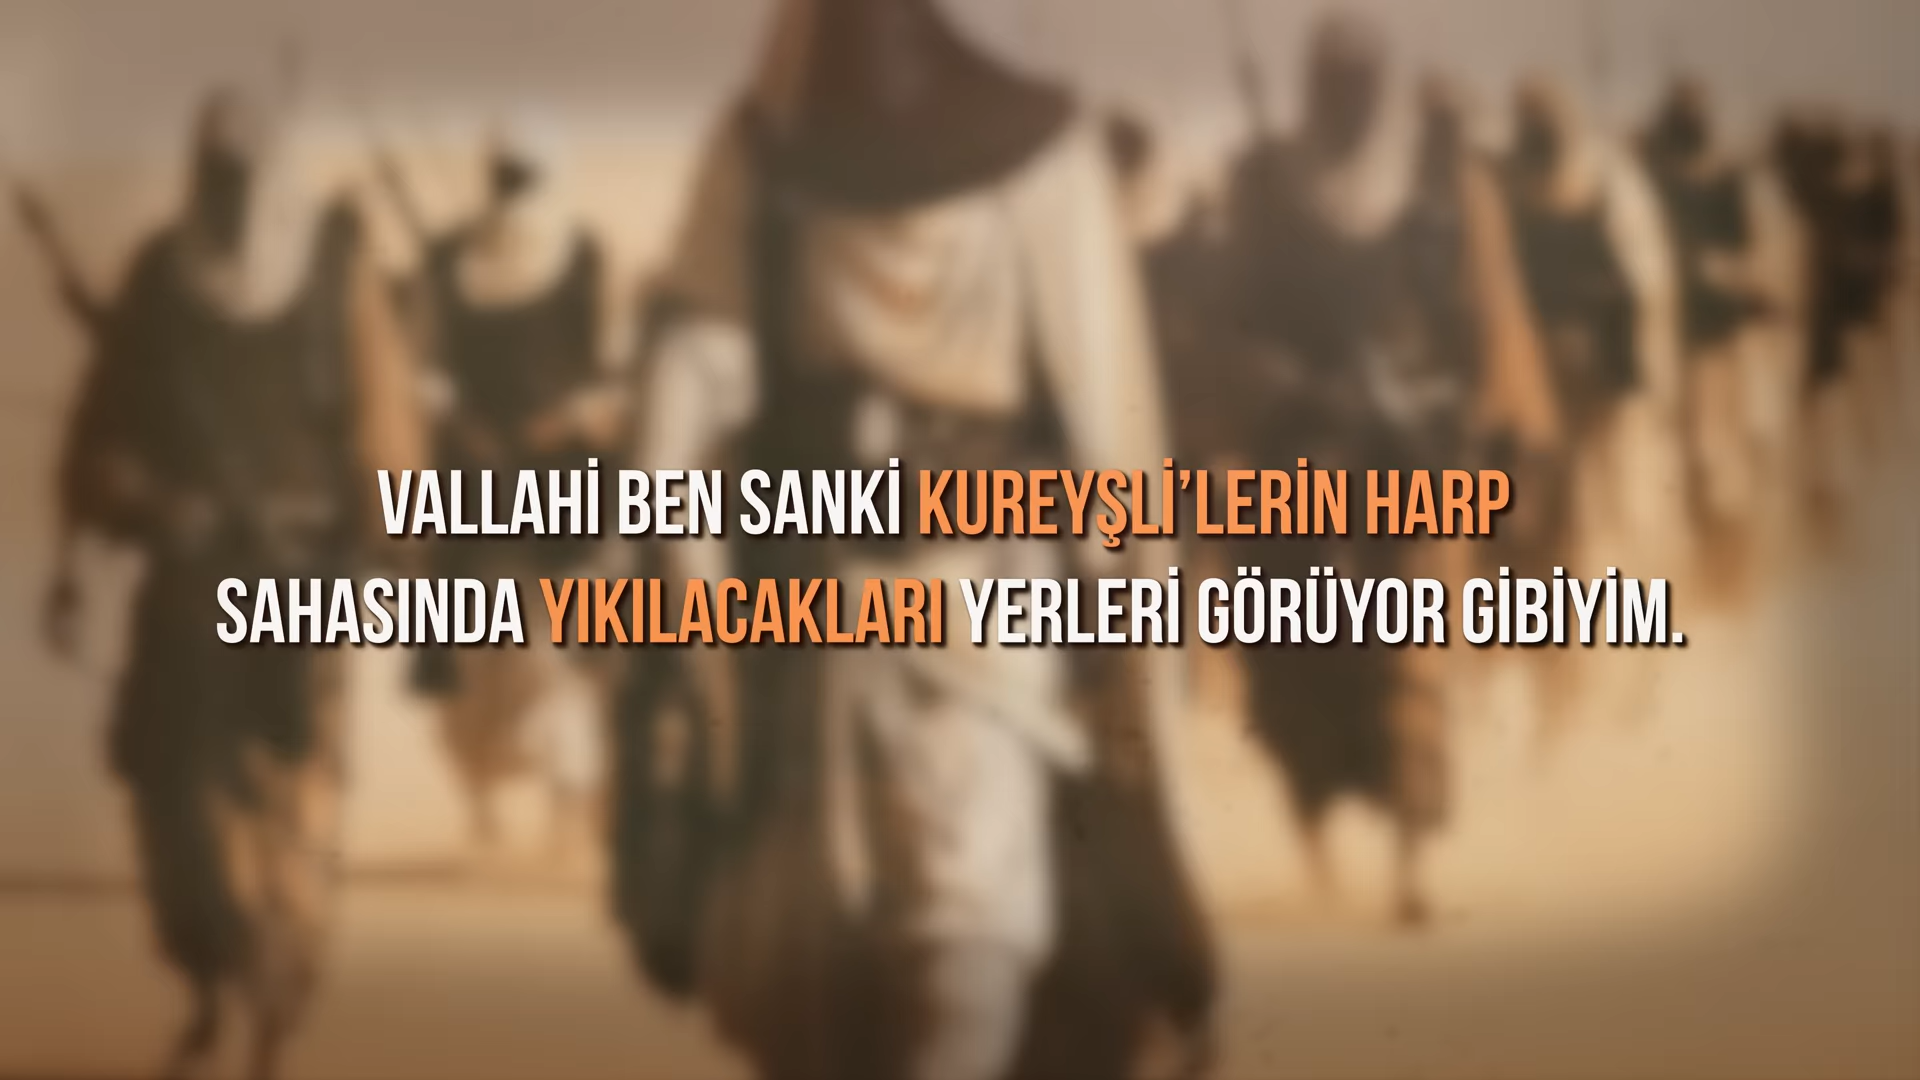 VALLAHİ BEN SANKİ KUREYŞLİ’LERİN HARP
SAHASINDA YIKILACAKLARI YERLERİ GÖRÜYOR GİBİYİM.